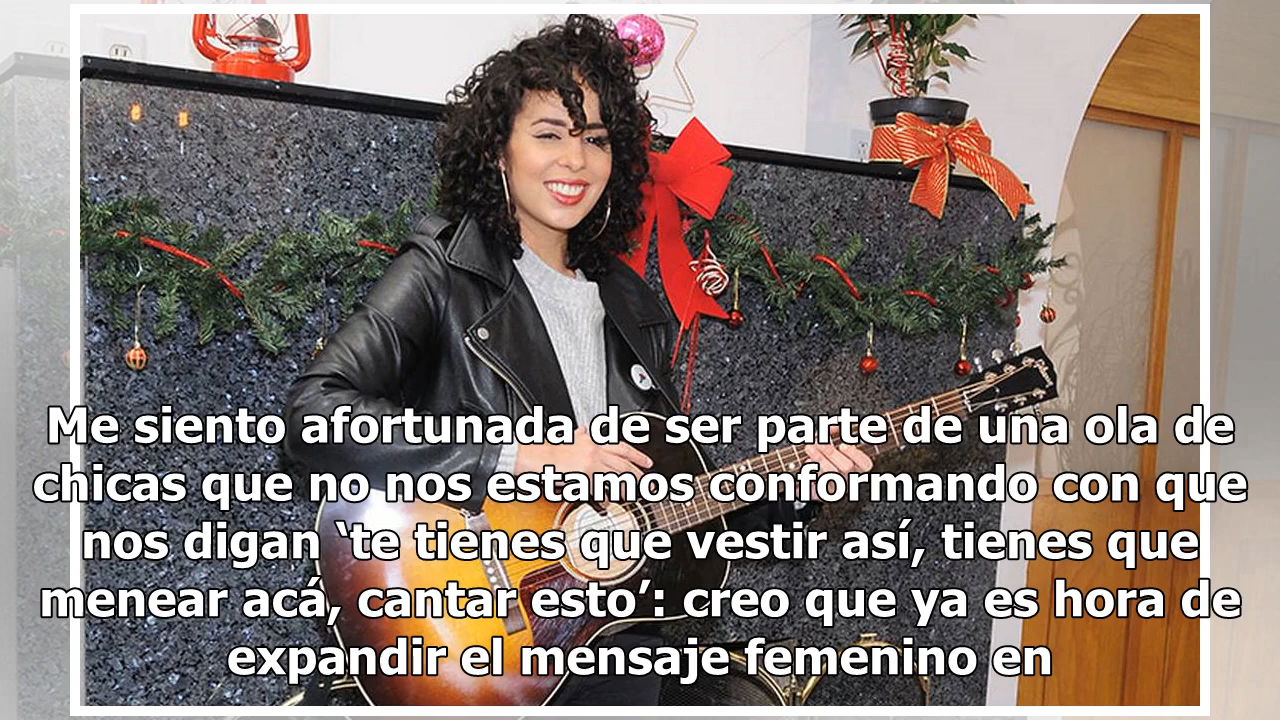 Me siento afortunada de ser parte de una ola de
chicas que no nos estamos conformando con que
nos digan ‘te tienes que vestir así, tienes que
menear acá, cantar esto’: creo que ya es hora de
expandir el mensaje femenino en